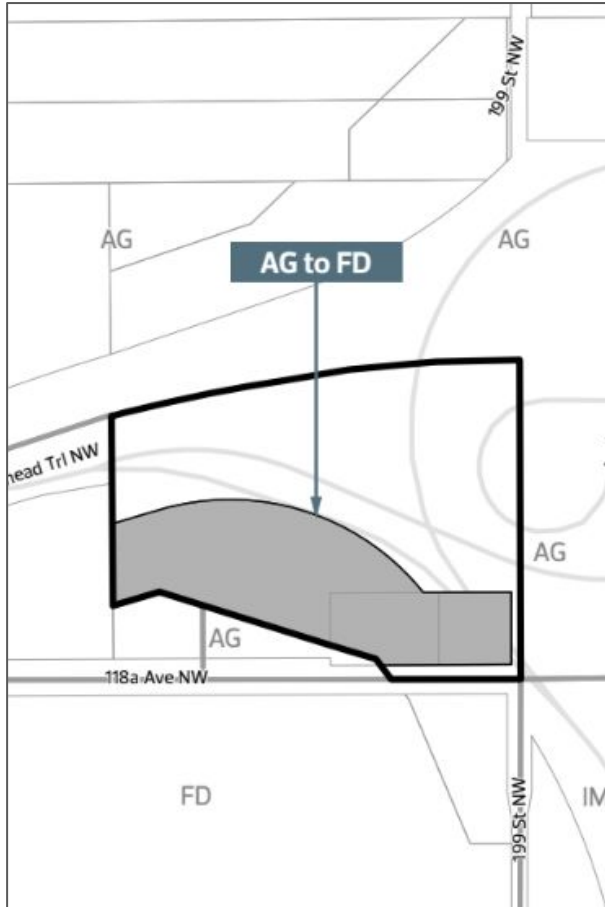 199 St NW
AG
AG
AG to FD
head Trl NW
AG
AG
118a Ave NW
FD
199 St NW
IM